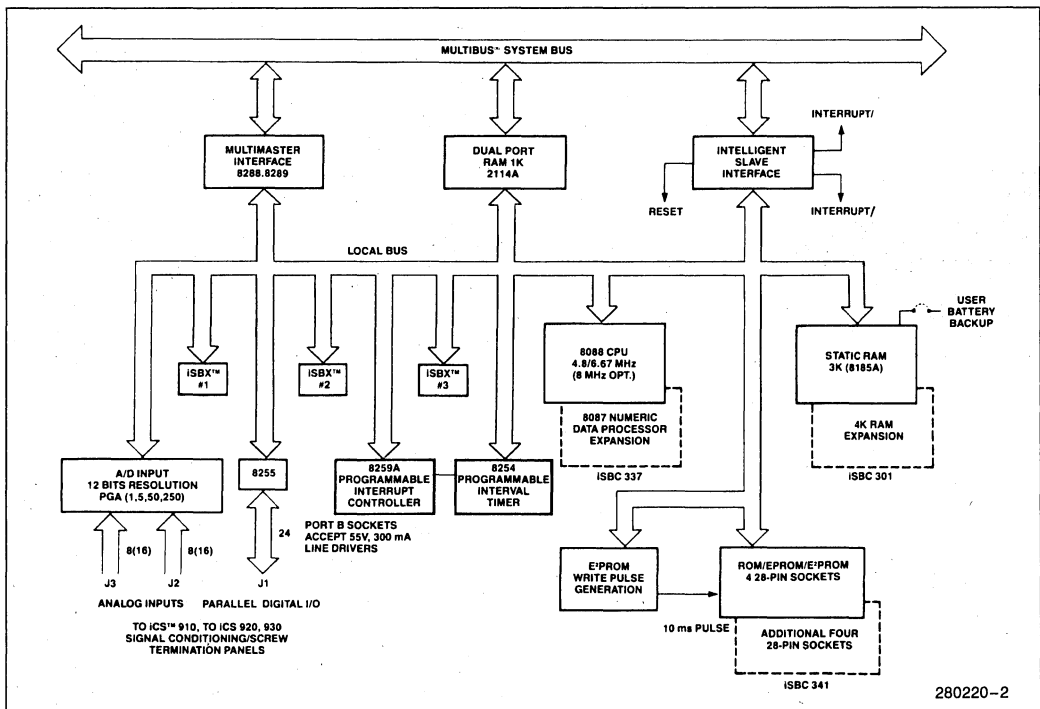 MULTIBUS™ SYSTEM BUS
MULTIMASTER
INTERFACE
8288.8289
DUAL PORT
RAM 1K
2114A
INTELLIGENT
SLAVE
INTERFACE
INTERRUPT/
RESET
INTERRUPT/
LOCAL BUS
iSBX™
#1
iSBX™
#2
iSBX™
#3
8088 CPU
4.8/6.67 MHz
(8 MHz OPT.)
8087 NUMERIC
DATA PROCESSOR
EXPANSION
iSBC 337
USER
BATTERY
BACKUP
STATIC RAM
3K (8185A)
4K RAM
EXPANSION
iSBC 301
A/D INPUT
12 BITS RESOLUTION
PGA (1,5,50,250)
8255
8259A
PROGRAMMABLE
INTERRUPT
CONTROLLER
8254
PROGRAMMABLE
INTERVAL
TIMER
8(16)
8(16)
24
PORT B SOCKETS
ACCEPT 55V, 300 mA
LINE DRIVERS
J3
J2
J1
ANALOG INPUTS
PARALLEL DIGITAL I/O
TO iCS™ 910, TO iCS 920, 930
SIGNAL CONDITIONING/SCREW
TERMINATION PANELS
E²PROM
WRITE PULSE
GENERATION
10 ms PULSE
ROM/EPROM/E²PROM
4 28-PIN SOCKETS
ADDITIONAL FOUR
28-PIN SOCKETS
iSBC 341
280220-2